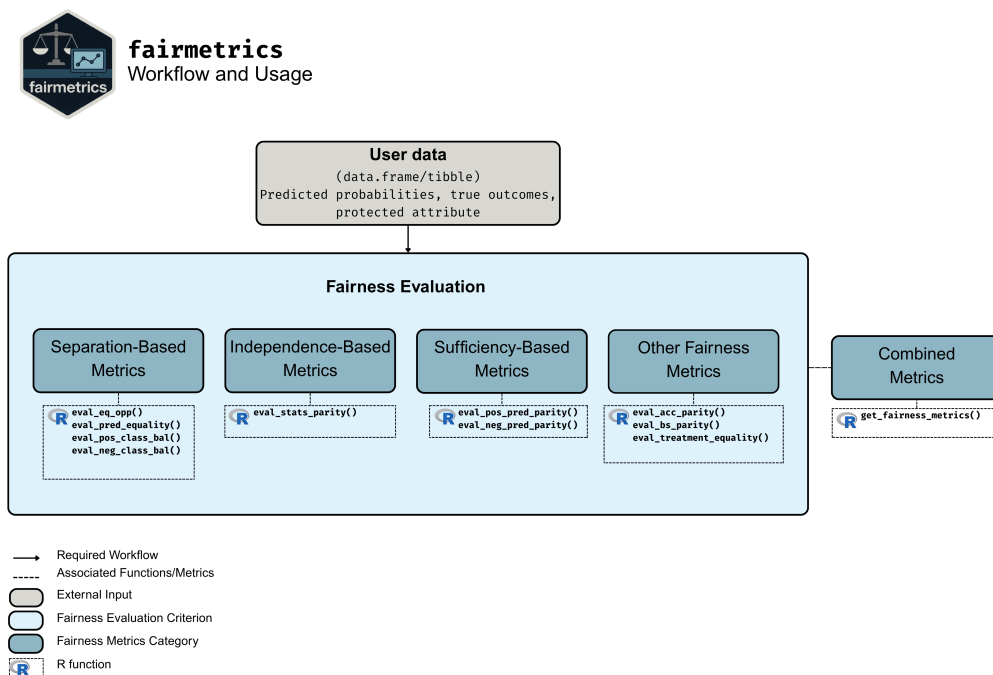 fairmetrics
fairmetrics
Workflow and Usage
User data
(data.frame/tibble)
Predicted probabilities, true outcomes,
protected attribute
Fairness Evaluation
Separation-Based
Metrics
R
eval_eq_opp()
eval_pred_equality()
eval_pos_class_bal()
eval_neg_class_bal()
Independence-Based
Metrics
R
eval_stats_parity()
Sufficiency-Based
Metrics
R
eval_pos_pred_parity()
eval_neg_pred_parity()
Other Fairness
Metrics
R
eval_acc_parity()
eval_bs_parity()
eval_treatment_equality()
Combined
Metrics
R
get_fairness_metrics()
Required Workflow
Associated Functions/Metrics
External Input
Fairness Evaluation Criterion
Fairness Metrics Category
R
R function